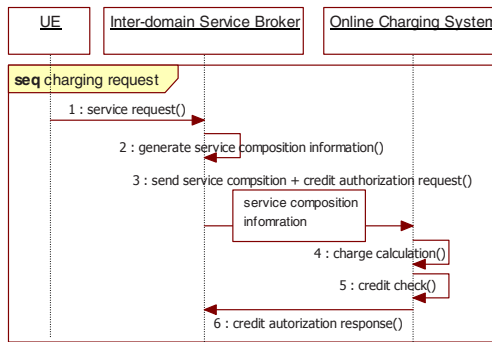 UE
Inter-domain Service Broker
Online Charging System
seq charging request
1 : service request()
2 : generate service composition information()
3 : send service compsition + credit authorization request()
service composition
infomration
4 : charge calculation()
5 : credit check()
6 : credit autorization response()